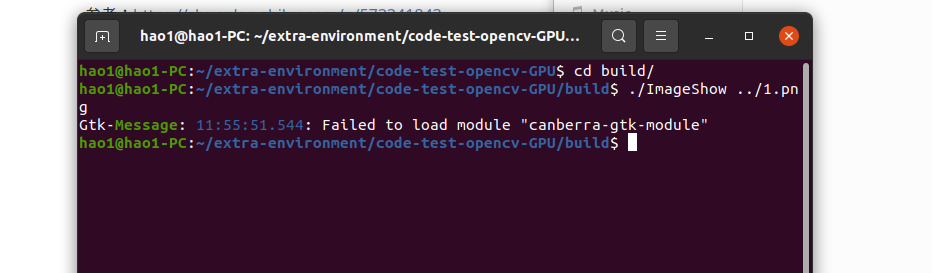 Music
hao1@hao1-PC: ~/extra-environment/code-test-opencv-GPU...
hao1@hao1-PC:~/extra-environment/code-test-opencv-GPU$ cd build/
hao1@hao1-PC:~/extra-environment/code-test-opencv-GPU/build$ ./ImageShow ../1.pn
g
Gtk-Message: 11:55:51.544: Failed to load module "canberra-gtk-module"
hao1@hao1-PC:~/extra-environment/code-test-opencv-GPU/build$